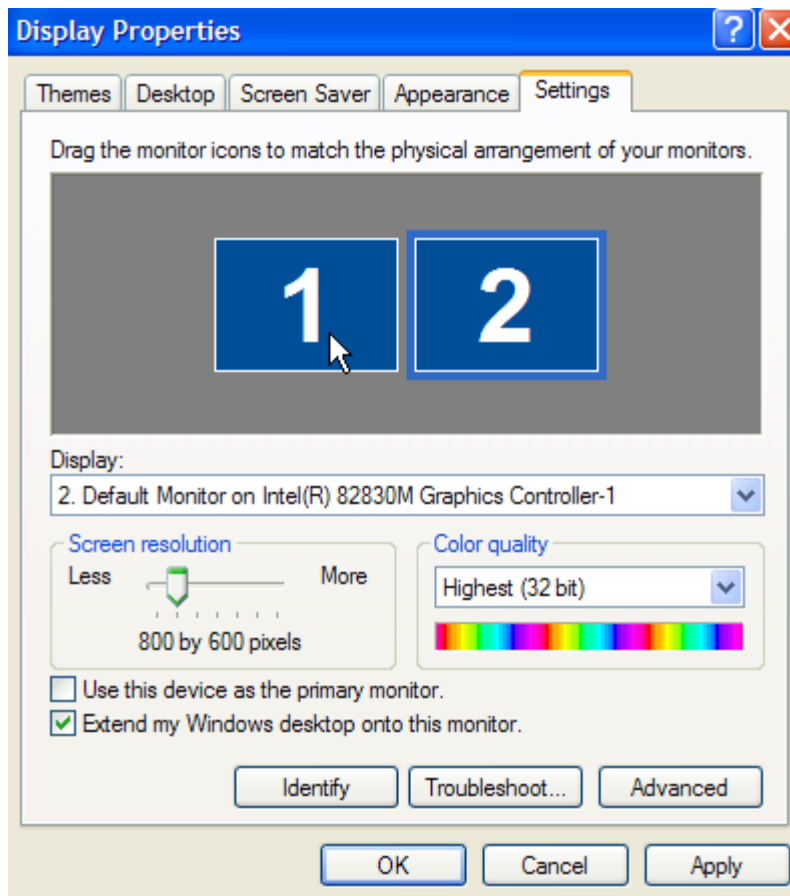 Display Properties
Themes Desktop Screen Saver Appearance Settings
Drag the monitor icons to match the physical arrangement of your monitors.
1 2
Display:
2. Default Monitor on Intel(R) 82830M Graphics Controller-1
Screen resolution
Less More
800 by 600 pixels
Color quality
Highest (32 bit)
Use this device as the primary monitor.
Extend my Windows desktop onto this monitor.
Identify Troubleshoot... Advanced
OK Cancel Apply